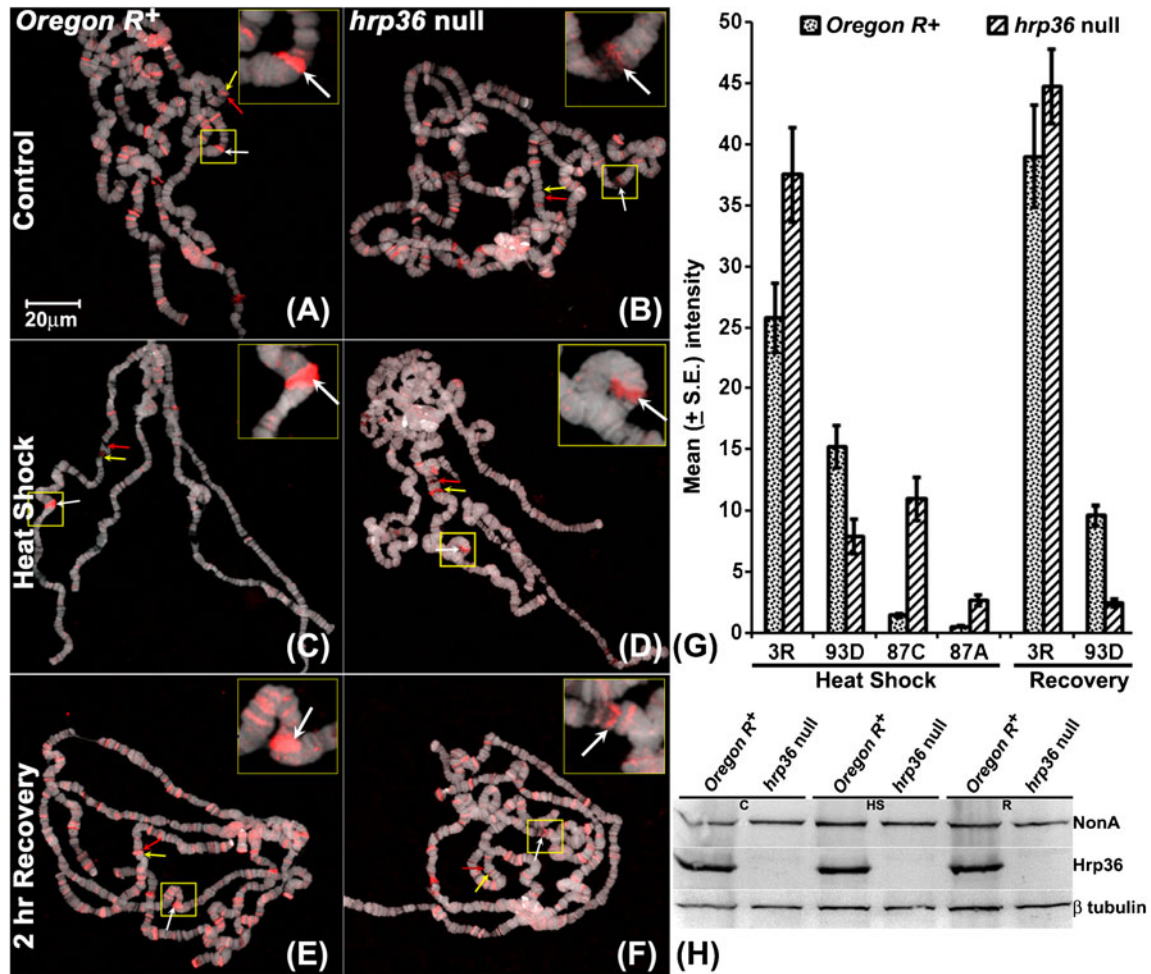 Oregon R+
hrp36 null
Control
20µm
(A)
(B)
Heat Shock
(C)
(D)
2 hr Recovery
(E)
(F)
Oregon R+ hrp36 null
Mean (± S.E.) intensity
50
45
40
35
30
25
20
15
10
5
0
3R 93D 87C 87A 3R 93D
Heat Shock Recovery
(G)
Oregon R+ hrp36 null Oregon R+ hrp36 null Oregon R+ hrp36 null
C HS R
NonA
Hrp36
β tubulin
(H)